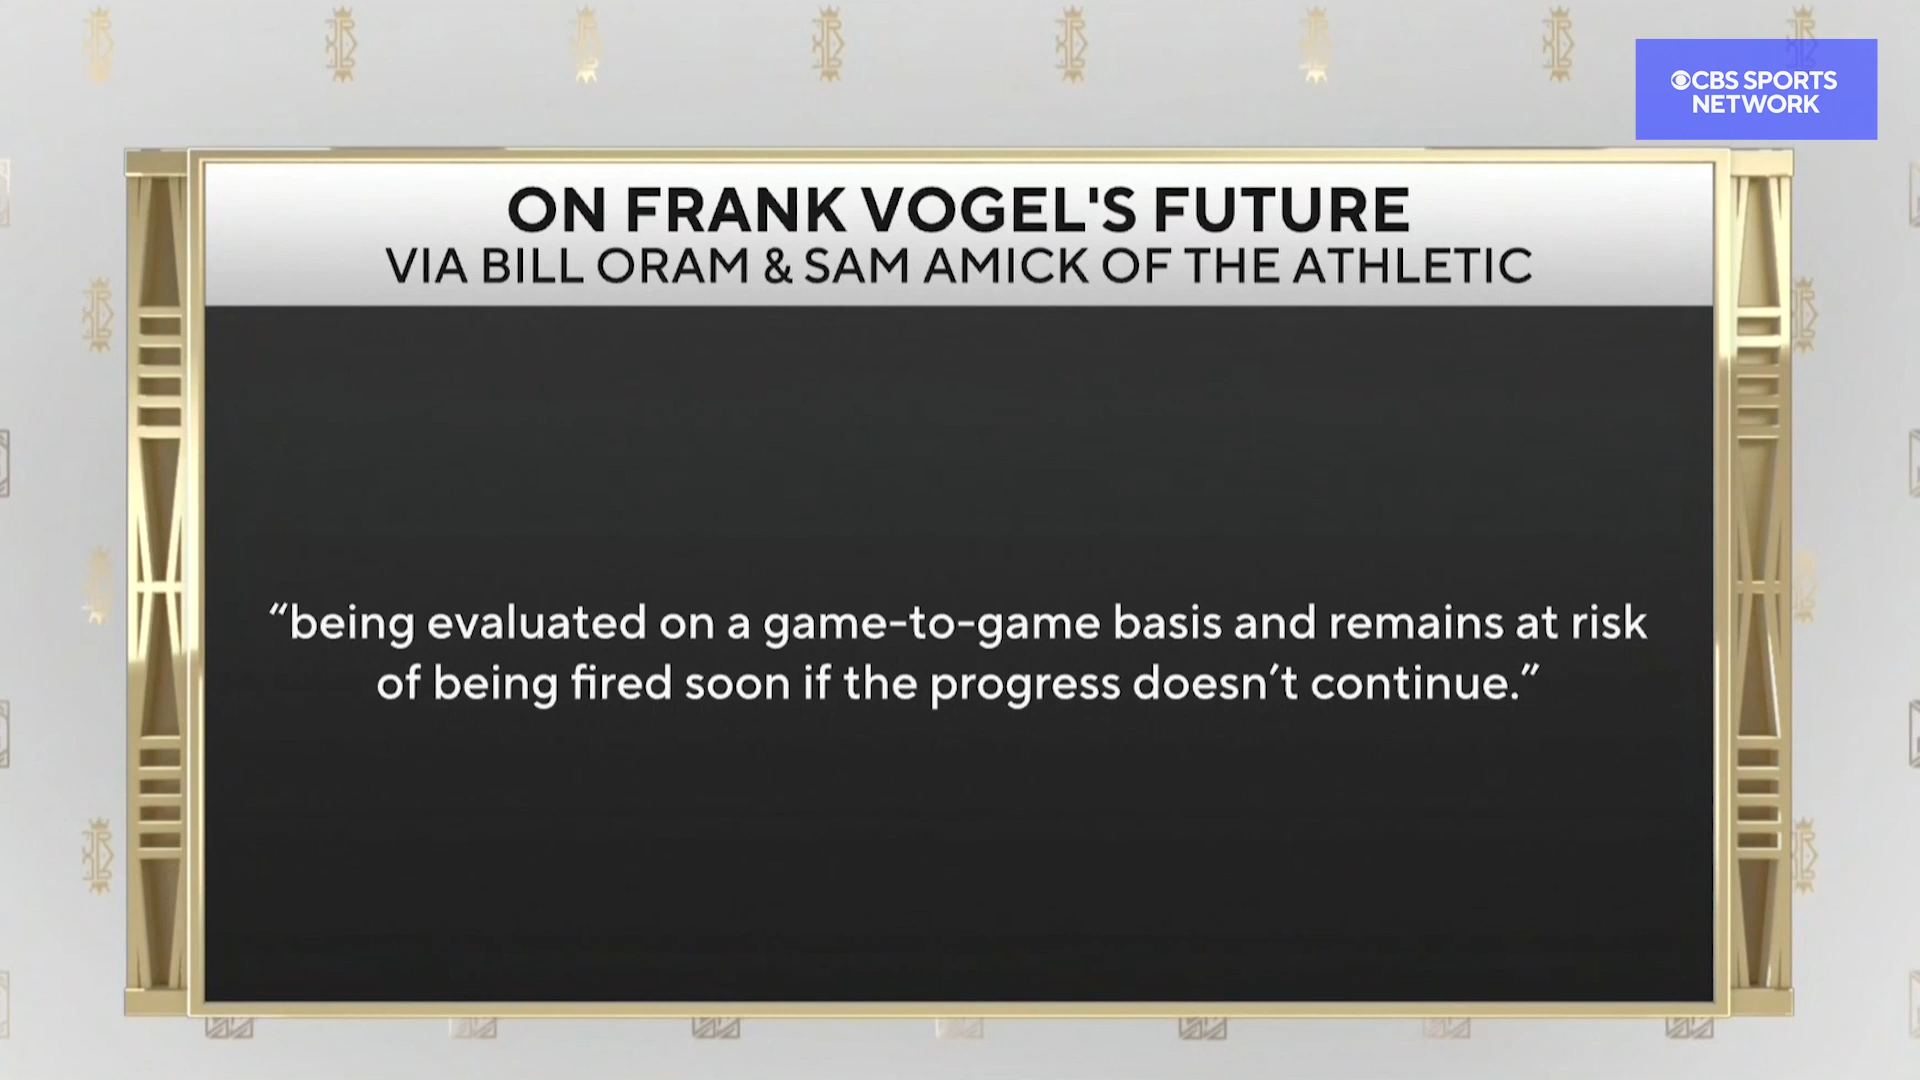 CBS SPORTS
NETWORK
ON FRANK VOGEL'S FUTURE
VIA BILL ORAM & SAM AMICK OF THE ATHLETIC
“being evaluated on a game-to-game basis and remains at risk
of being fired soon if the progress doesn’t continue.”